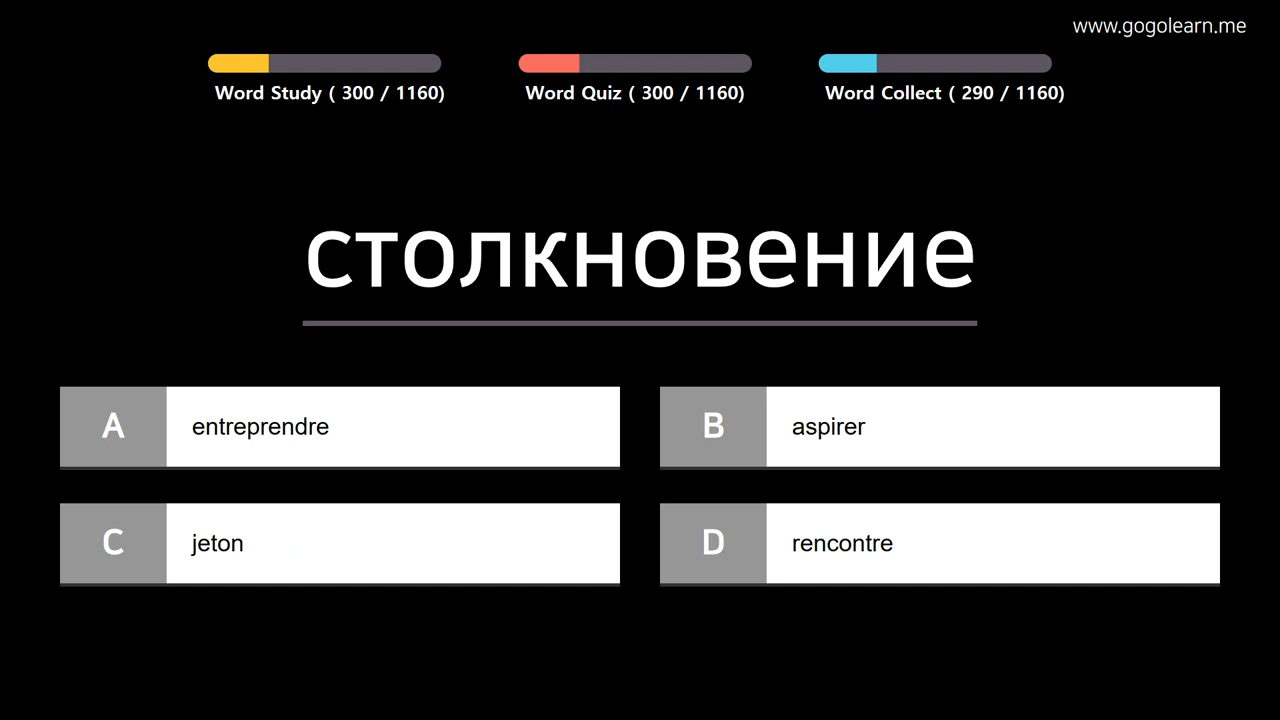 www.gogolearn.me
Word Study ( 300 / 1160)
Word Quiz ( 300 / 1160)
Word Collect ( 290 / 1160)
столкновение
A entreprendre
B aspirer
C jeton
D rencontre